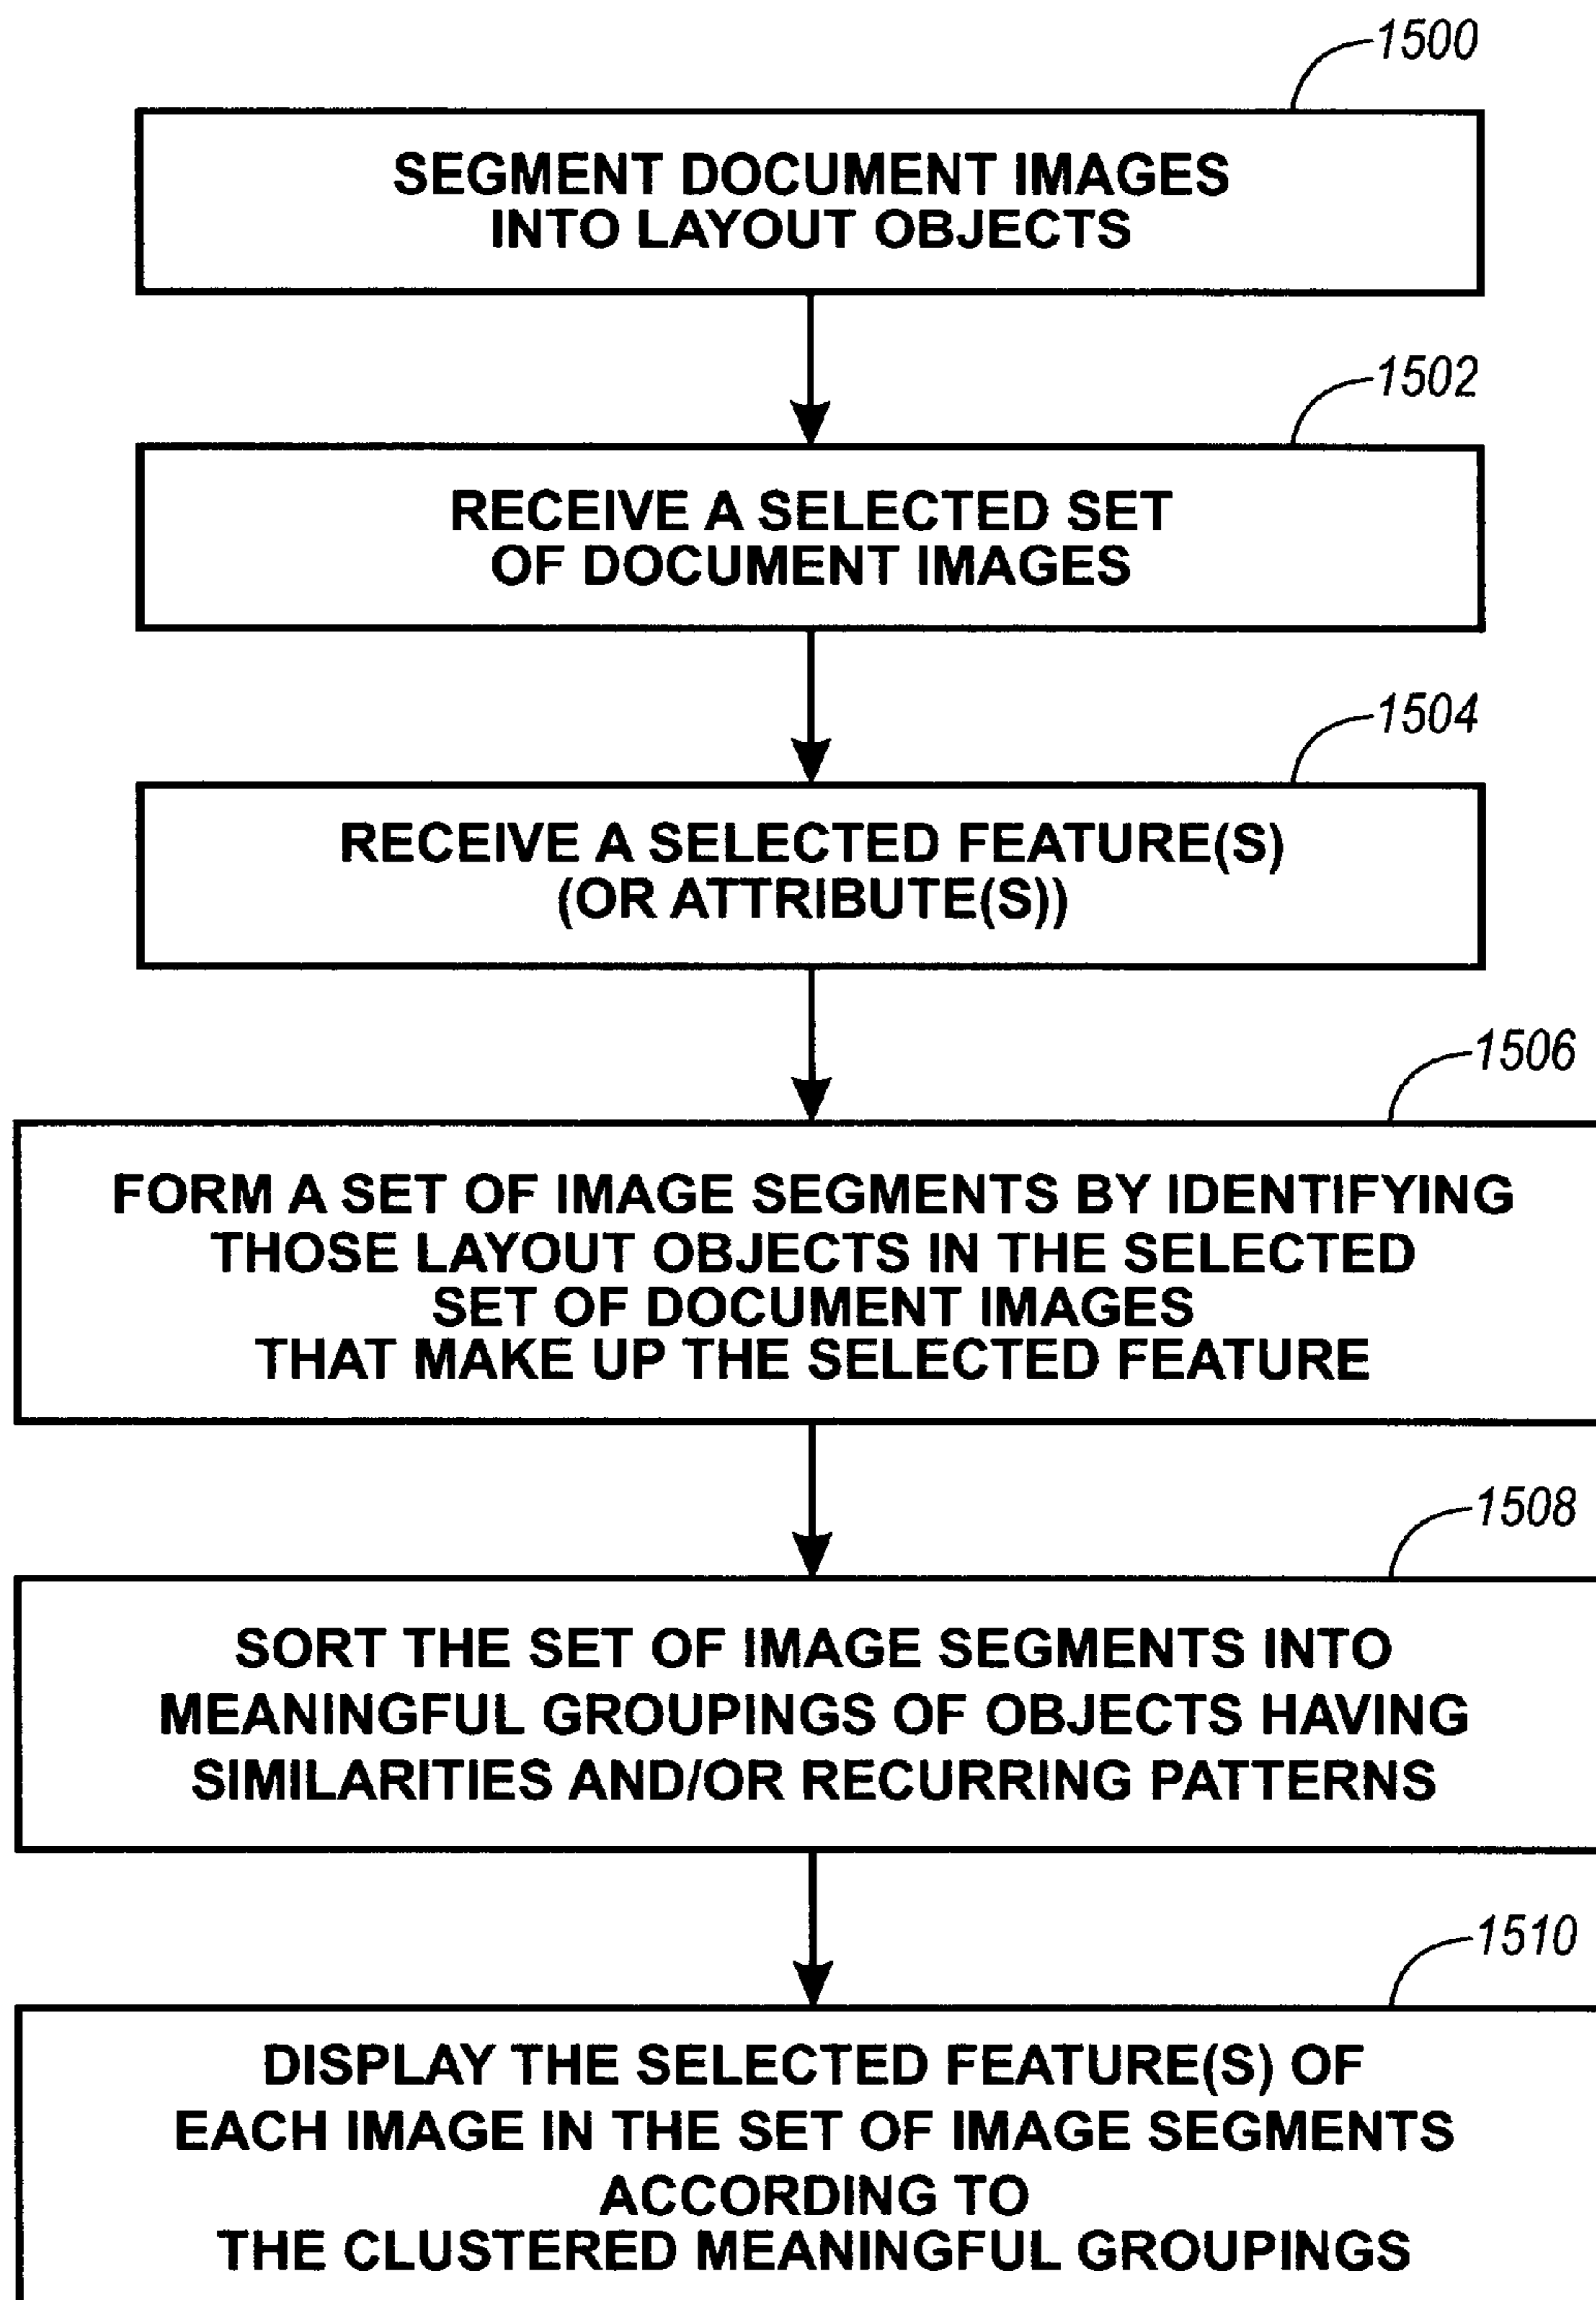 1500
SEGMENT DOCUMENT IMAGES
INTO LAYOUT OBJECTS
1502
RECEIVE A SELECTED SET
OF DOCUMENT IMAGES
1504
RECEIVE A SELECTED FEATURE(S)
(OR ATTRIBUTE(S))
1506
FORM A SET OF IMAGE SEGMENTS BY IDENTIFYING
THOSE LAYOUT OBJECTS IN THE SELECTED
SET OF DOCUMENT IMAGES
THAT MAKE UP THE SELECTED FEATURE
1508
SORT THE SET OF IMAGE SEGMENTS INTO
MEANINGFUL GROUPINGS OF OBJECTS HAVING
SIMILARITIES AND/OR RECURRING PATTERNS
1510
DISPLAY THE SELECTED FEATURE(S) OF
EACH IMAGE IN THE SET OF IMAGE SEGMENTS
ACCORDING TO
THE CLUSTERED MEANINGFUL GROUPINGS